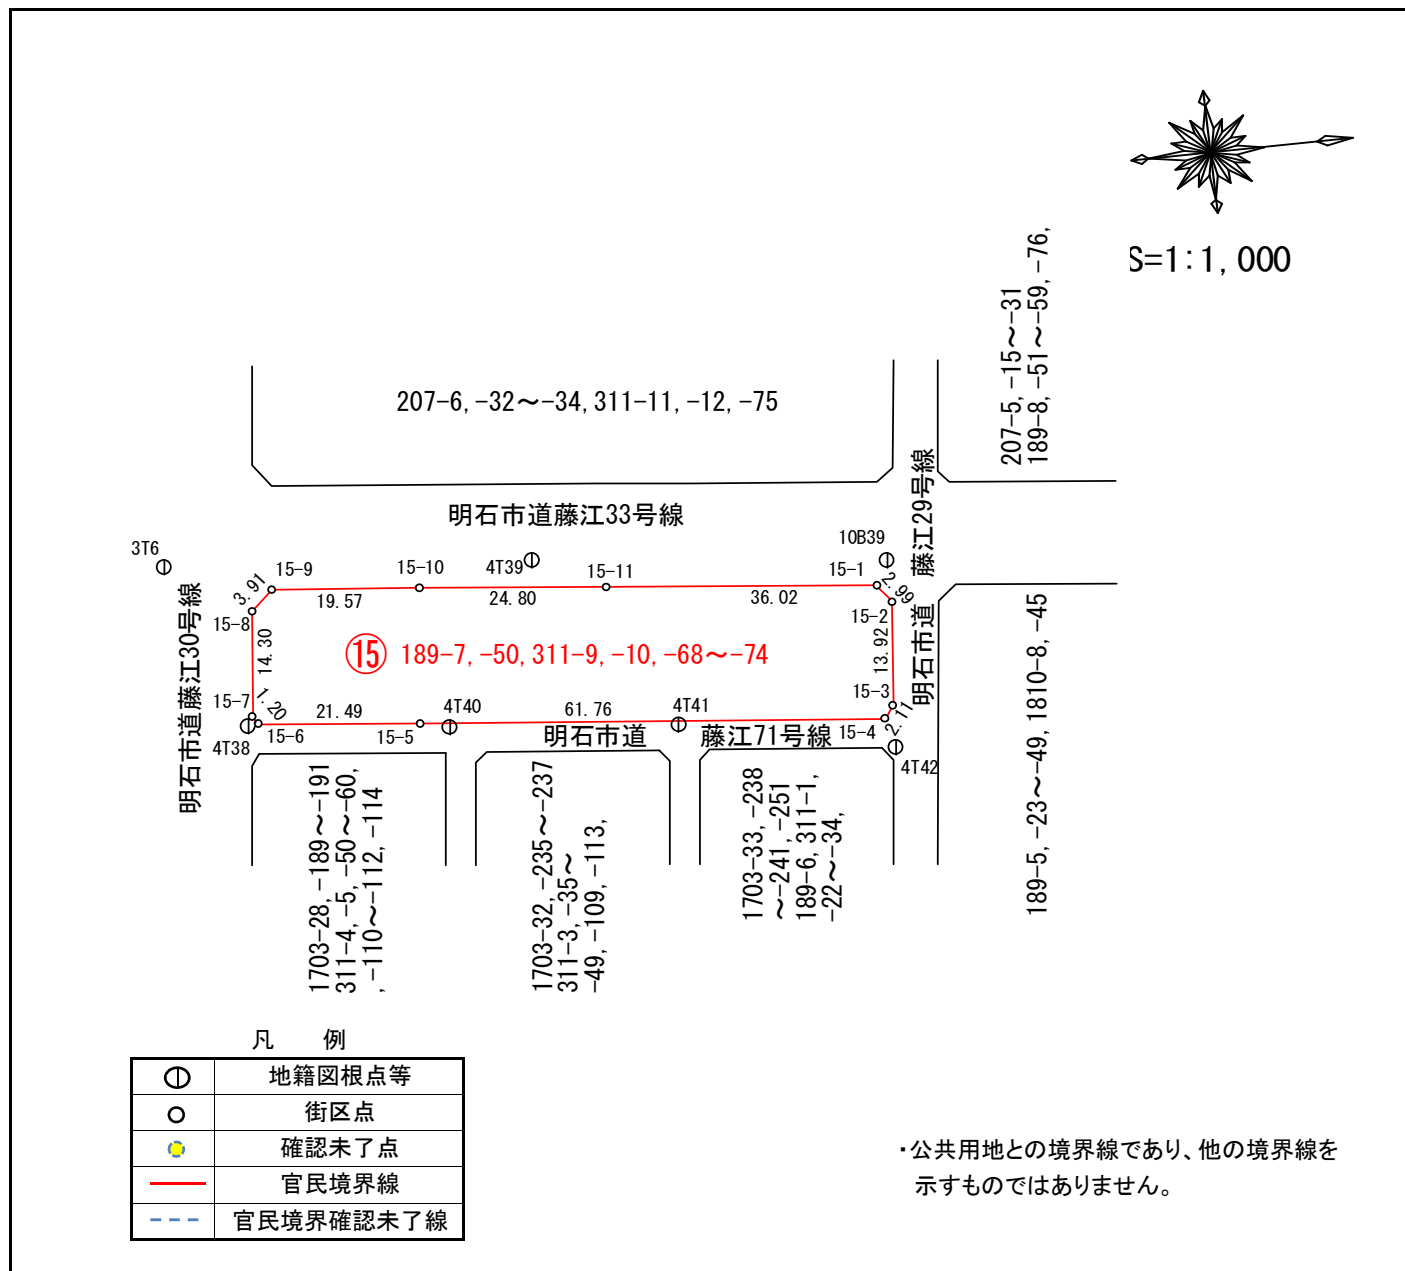 S=1:1,000
207-5,-15～-31
189-8,-51～-59,-76,
207-6,-32～-34,311-11,-12,-75
明石市道藤江33号線
明石市道 藤江29号線
明石市道藤江30号線
3T6
10B39
4T39
15-9
15-10
15-11
15-1
3.91
19.57
24.80
36.02
2.99
15-8
15-2
14.30
⑮ 189-7,-50,311-9,-10,-68～-74
13.92
15-7
1.20
21.49
4T40
61.76
4T41
15-3
15-6
15-5
15-4
2.11
4T38
4T42
明石市道 藤江71号線
1703-28,-189～-191
311-4,-5,-50～-60,
,-110～-112,-114
1703-32,-235～-237
311-3,-35～
-49,-109,-113,
1703-33,-238
～-241,-251
189-6,311-1,
-22～-34,
189-5,-23～-49,1810-8,-45
凡 例
地籍図根点等
街区点
確認未了点
官民境界線
官民境界確認未了線
・公共用地との境界線であり、他の境界線を
示すものではありません。